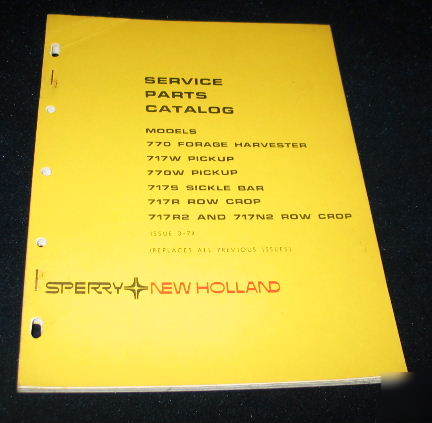 SERVICE
PARTS
CATALOG
MODELS
770 FORAGE HARVESTER
717W PICKUP
770W PICKUP
717S SICKLE BAR
717R ROW CROP
717R2 AND 717N2 ROW CROP
(REPLACES ALL PREVIOUS ISSUES)
SPERRY NEW HOLLAND